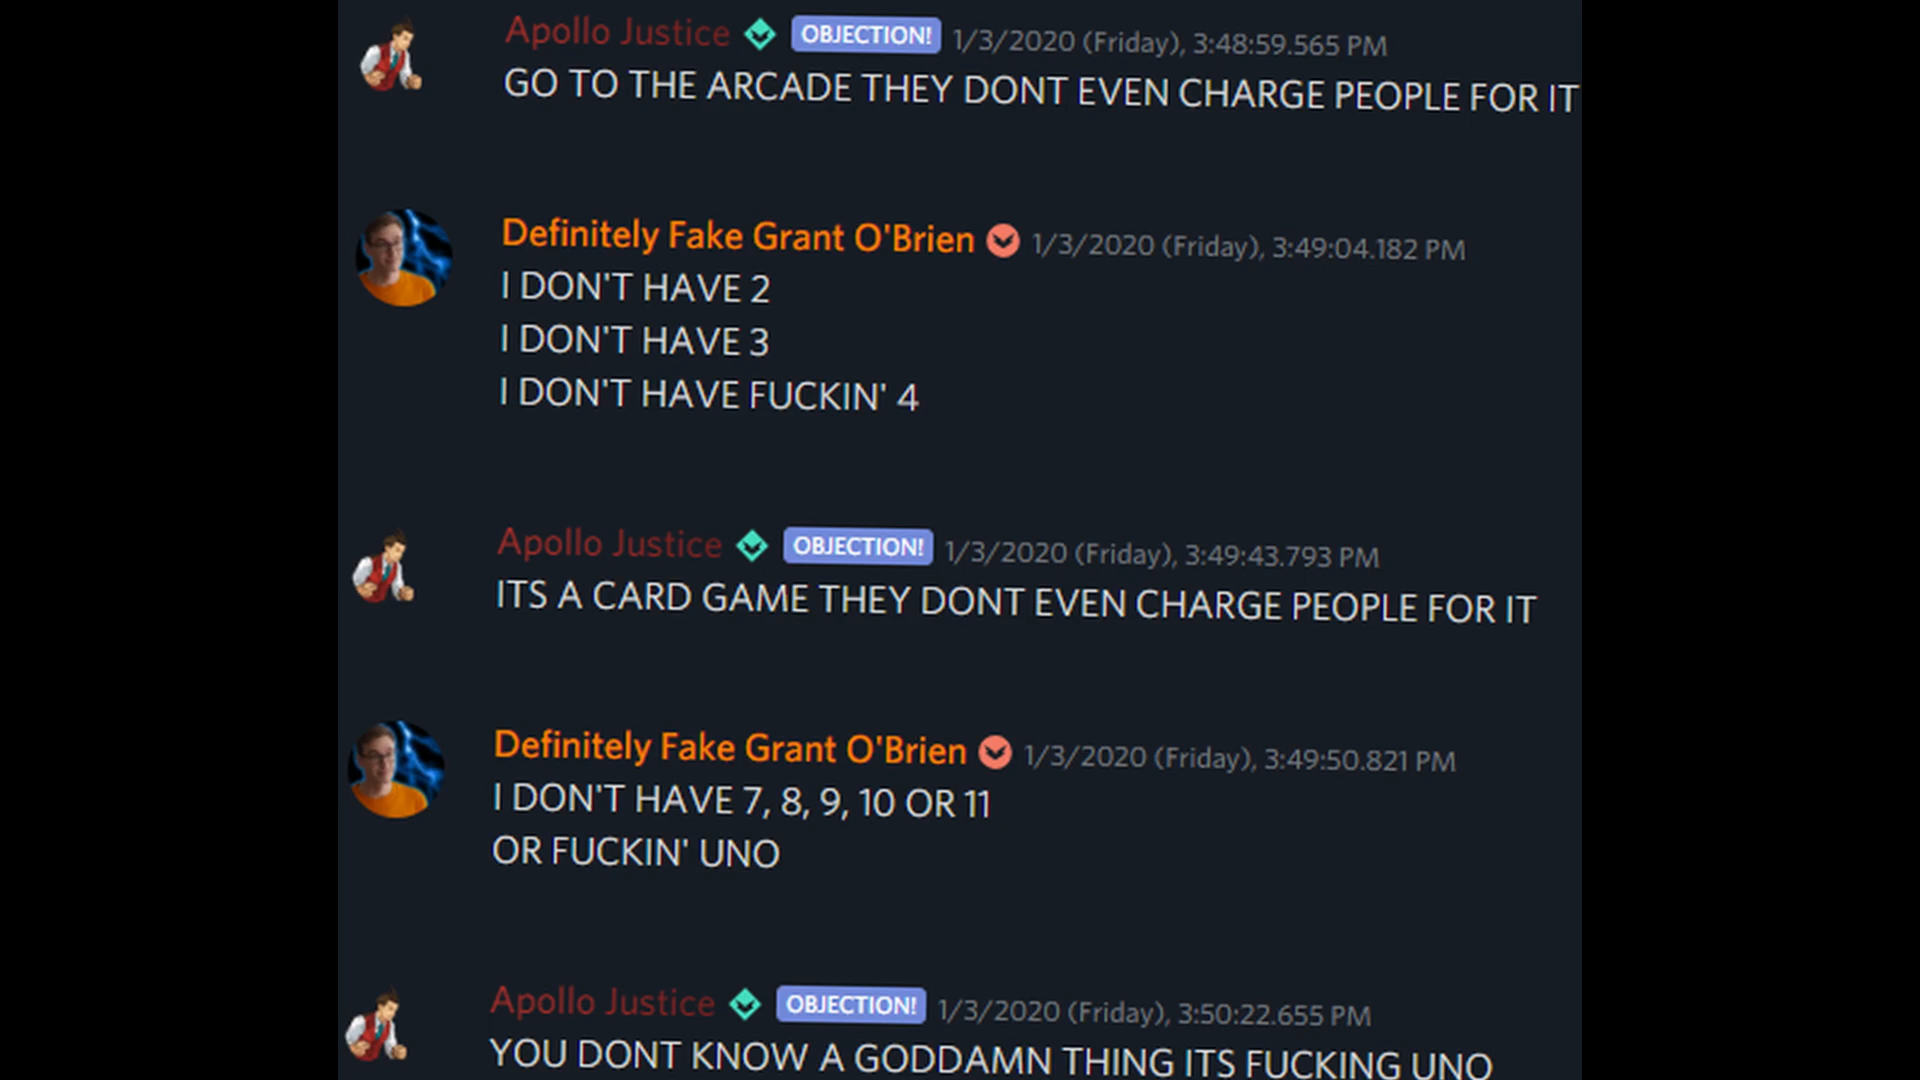 Apollo Justice OBJECTION! 1/3/2020 (Friday), 3:48:59.565 PM
GO TO THE ARCADE THEY DONT EVEN CHARGE PEOPLE FOR IT
Definitely Fake Grant O'Brien 1/3/2020 (Friday), 3:49:04.182 PM
I DON'T HAVE 2
I DON'T HAVE 3
I DON'T HAVE FUCKIN' 4
Apollo Justice OBJECTION! 1/3/2020 (Friday), 3:49:43.793 PM
ITS A CARD GAME THEY DONT EVEN CHARGE PEOPLE FOR IT
Definitely Fake Grant O'Brien 1/3/2020 (Friday), 3:49:50.821 PM
I DON'T HAVE 7, 8, 9, 10 OR 11
OR FUCKIN' UNO
Apollo Justice OBJECTION! 1/3/2020 (Friday), 3:50:22.655 PM
YOU DONT KNOW A GODDAMN THING ITS FUCKING UNO